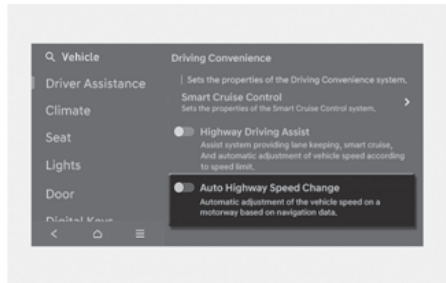 Vehicle
Driver Assistance
Climate
Seat
Lights
Door
Digital Keys
Driving Convenience
Sets the properties of the Driving Convenience system.
Smart Cruise Control
Sets the properties of the Smart Cruise Control system.
Highway Driving Assist
Assist system providing lane keeping, smart cruise,
And automatic adjustment of vehicle speed according
to speed limit.
Auto Highway Speed Change
Automatic adjustment of the vehicle speed on a
motorway based on navigation data.